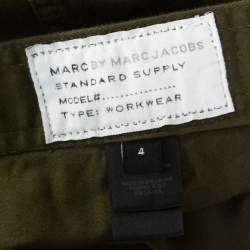 MARC BY MARC JACOBS
STANDARD SUPPLY
MODEL#................
TYPE: WORKWEAR
4